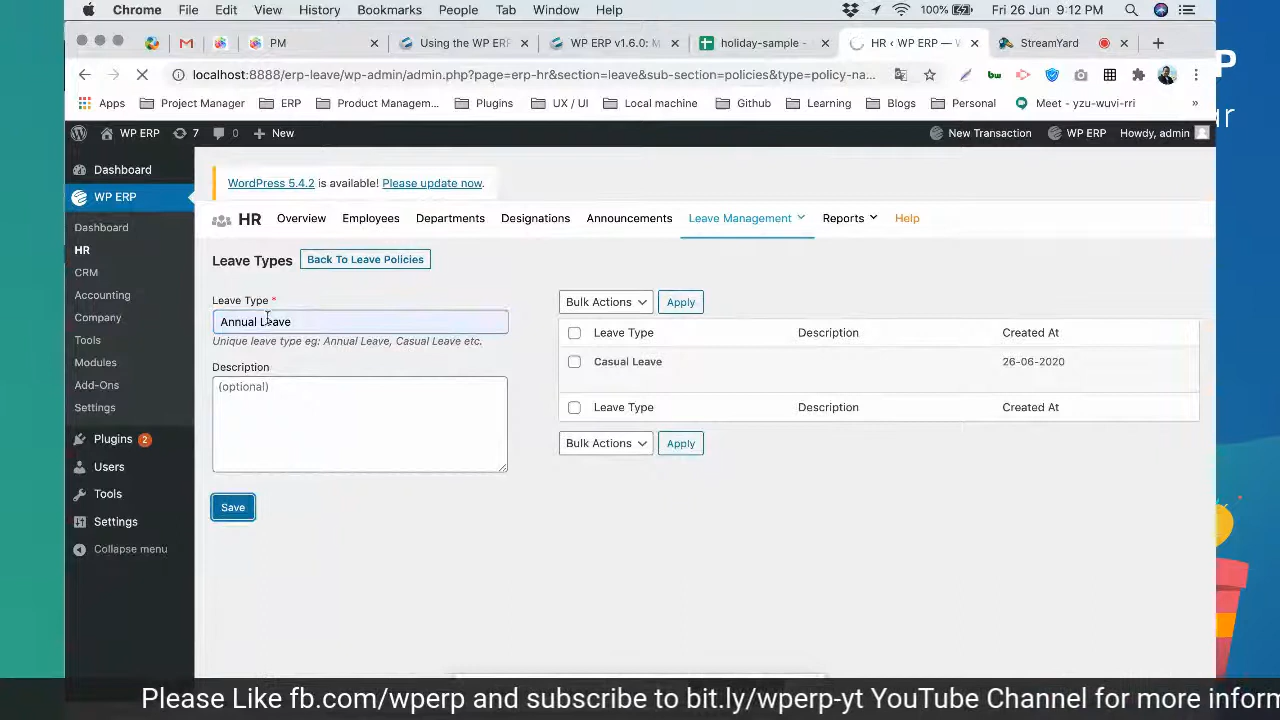 Chrome File Edit View History Bookmarks People Tab Window Help 100% Fri 26 Jun 9:12 PM
PM Using the WP ER WP ERP v1.6.0: M holiday-sample - HR ‹ WP ERP — W StreamYard
localhost:8888/erp-leave/wp-admin/admin.php?page=erp-hr&section=leave&sub-section=policies&type=policy-na...
Apps Project Manager ERP Product Managem... Plugins UX / UI Local machine Github Learning Blogs Personal Meet - yzu-wuvi-rri »
WP ERP 7 0 New New Transaction WP ERP Howdy, admin
Dashboard
WP ERP
Dashboard
HR
CRM
Accounting
Company
Tools
Modules
Add-Ons
Settings
Plugins 2
Users
Tools
Settings
Collapse menu
WordPress 5.4.2 is available! Please update now.
HR Overview Employees Departments Designations Announcements Leave Management Reports Help
Leave Types Back To Leave Policies
Leave Type *
Annual Leave
Unique leave type eg: Annual Leave, Casual Leave etc.
Description
(optional)
Save
Bulk Actions Apply
Leave Type Description Created At
Casual Leave 26-06-2020
Leave Type Description Created At
Bulk Actions Apply
Please Like fb.com/wperp and subscribe to bit.ly/wperp-yt YouTube Channel for more inform